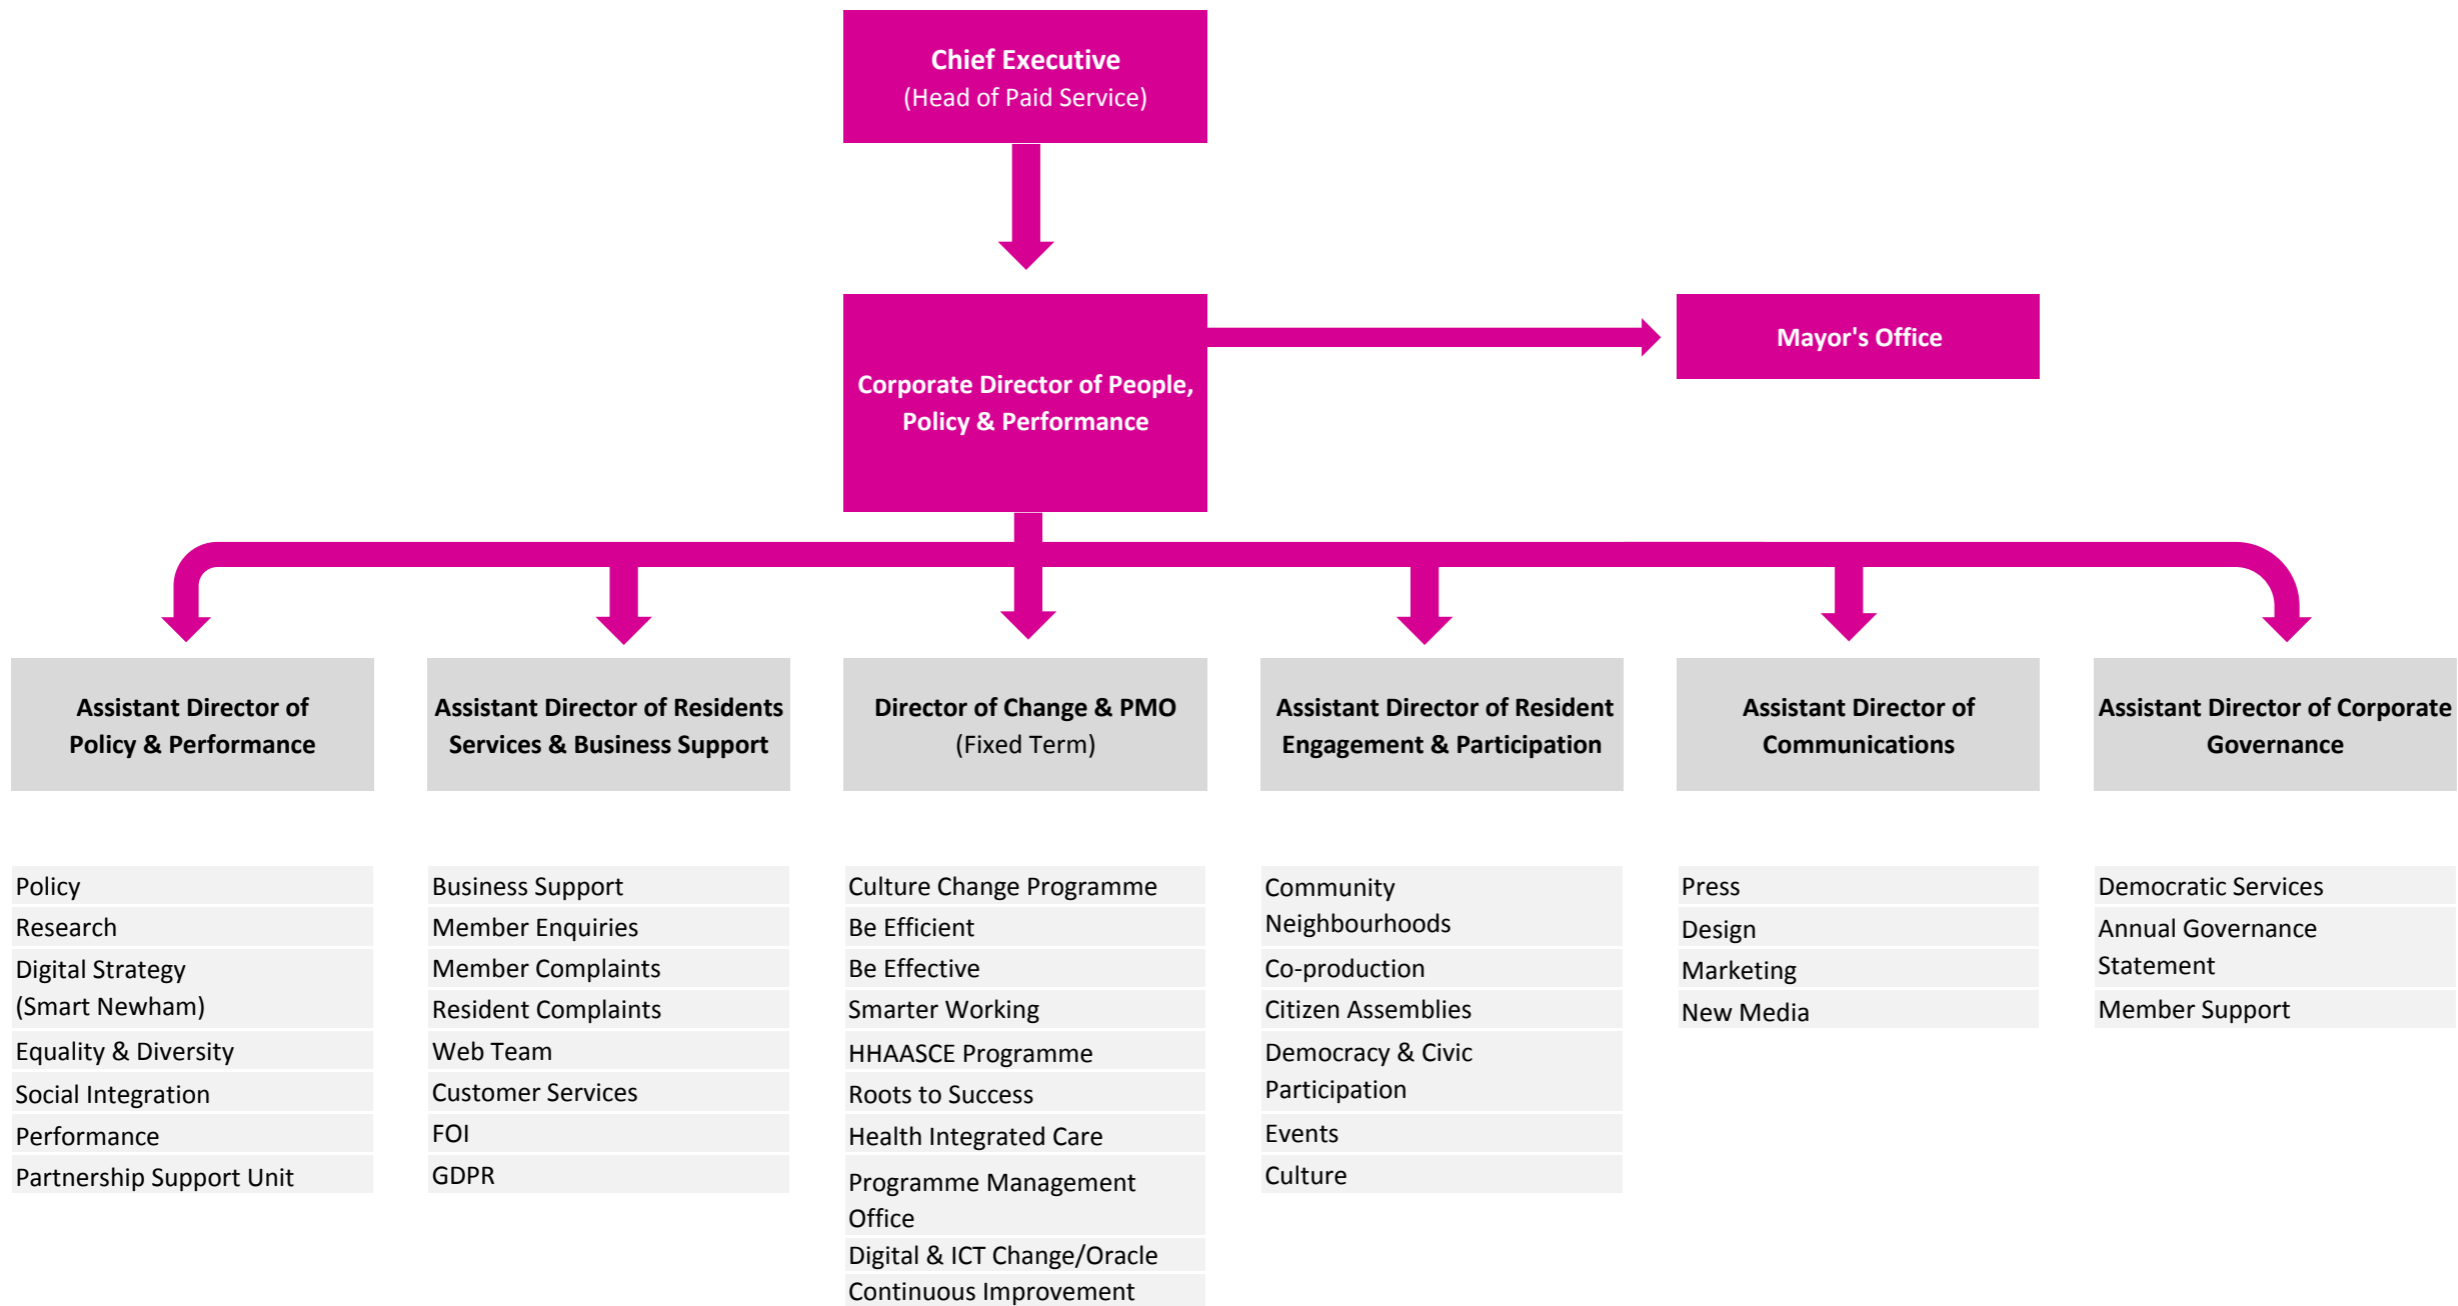 Chief Executive
(Head of Paid Service)
Corporate Director of People,
Policy & Performance
Mayor's Office
Assistant Director of
Policy & Performance
Assistant Director of Residents
Services & Business Support
Director of Change & PMO
(Fixed Term)
Assistant Director of Resident
Engagement & Participation
Assistant Director of
Communications
Assistant Director of Corporate
Governance
Policy
Research
Digital Strategy
(Smart Newham)
Equality & Diversity
Social Integration
Performance
Partnership Support Unit
Business Support
Member Enquiries
Member Complaints
Resident Complaints
Web Team
Customer Services
FOI
GDPR
Culture Change Programme
Be Efficient
Be Effective
Smarter Working
HHAASCE Programme
Roots to Success
Health Integrated Care
Programme Management
Office
Digital & ICT Change/Oracle
Continuous Improvement
Community
Neighbourhoods
Co-production
Citizen Assemblies
Democracy & Civic
Participation
Events
Culture
Press
Design
Marketing
New Media
Democratic Services
Annual Governance
Statement
Member Support